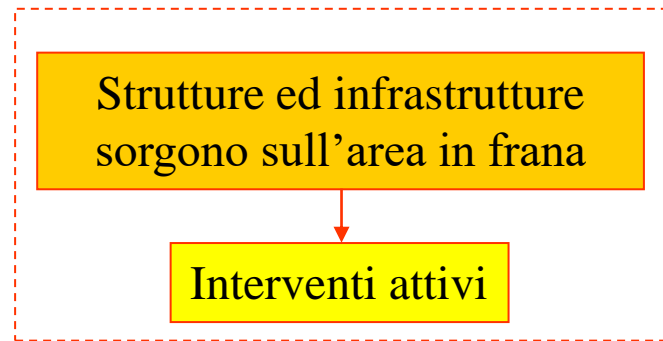 Strutture ed infrastrutture
sorgono sull’area in frana
Interventi attivi